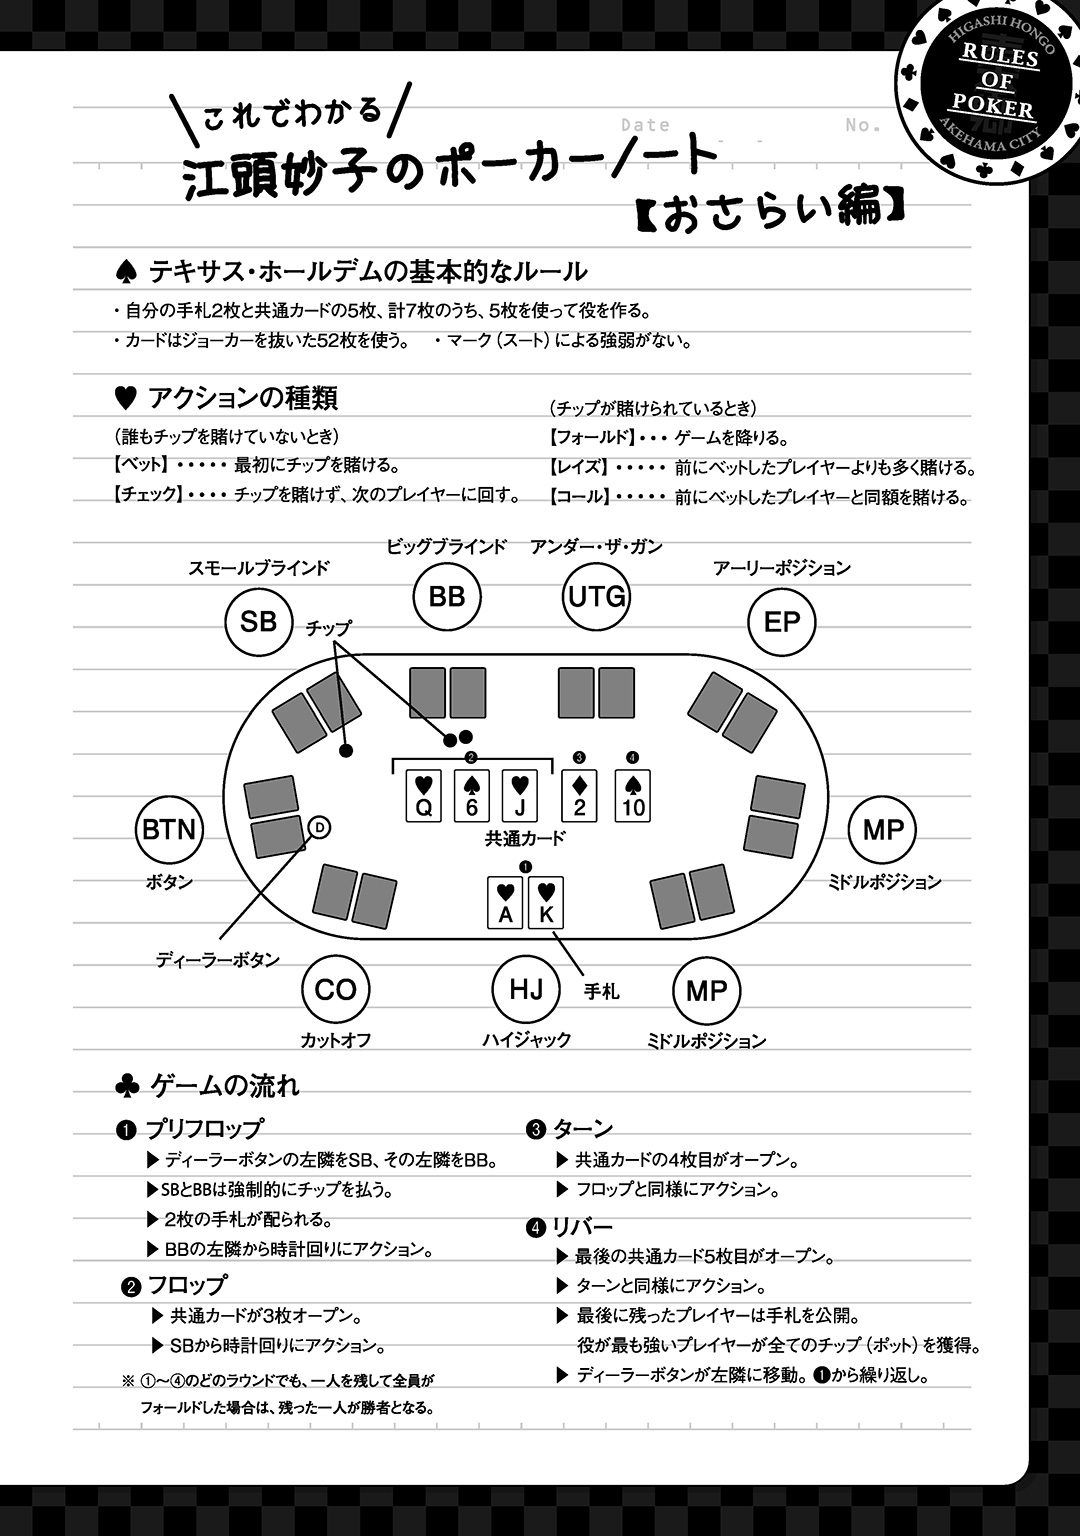 HIGASHI HONGO
RULES
OF
POKER
AKEHAMA CITY
Date - - No.
これでわかる
江頭妙子のポーカーノート
【おさらい編】
♠ テキサス・ホールデムの基本的なルール
・自分の手札2枚と共通カードの5枚、計7枚のうち、5枚を使って役を作る。
・カードはジョーカーを抜いた52枚を使う。 ・マーク(スート)による強弱がない。
♥ アクションの種類
(誰もチップを賭けていないとき)
【ベット】・・・・・最初にチップを賭ける。
【チェック】・・・・チップを賭けず、次のプレイヤーに回す。
(チップが賭けられているとき)
【フォールド】・・・ゲームを降りる。
【レイズ】・・・・・前にベットしたプレイヤーよりも多く賭ける。
【コール】・・・・・前にベットしたプレイヤーと同額を賭ける。
ビッグブラインド
アンダー・ザ・ガン
スモールブラインド
アーリーポジション
BB
UTG
SB
EP
チップ
❷
❸
❹
♥ Q
♠ 6
♥ J
♦ 2
♠ 10
共通カード
BTN
ボタン
D
MP
ミドルポジション
❶
♥ A
♥ K
ディーラーボタン
手札
CO
カットオフ
HJ
ハイジャック
MP
ミドルポジション
♣ ゲームの流れ
❶ プリフロップ
▶ ディーラーボタンの左隣をSB、その左隣をBB。
▶SBとBBは強制的にチップを払う。
▶ 2枚の手札が配られる。
▶ BBの左隣から時計回りにアクション。
❷ フロップ
▶ 共通カードが3枚オープン。
▶ SBから時計回りにアクション。
※ ①〜④のどのラウンドでも、一人を残して全員が
フォールドした場合は、残った一人が勝者となる。
❸ ターン
▶ 共通カードの4枚目がオープン。
▶ フロップと同様にアクション。
❹ リバー
▶ 最後の共通カード5枚目がオープン。
▶ ターンと同様にアクション。
▶ 最後に残ったプレイヤーは手札を公開。
役が最も強いプレイヤーが全てのチップ(ポット)を獲得。
▶ ディーラーボタンが左隣に移動。❶から繰り返し。